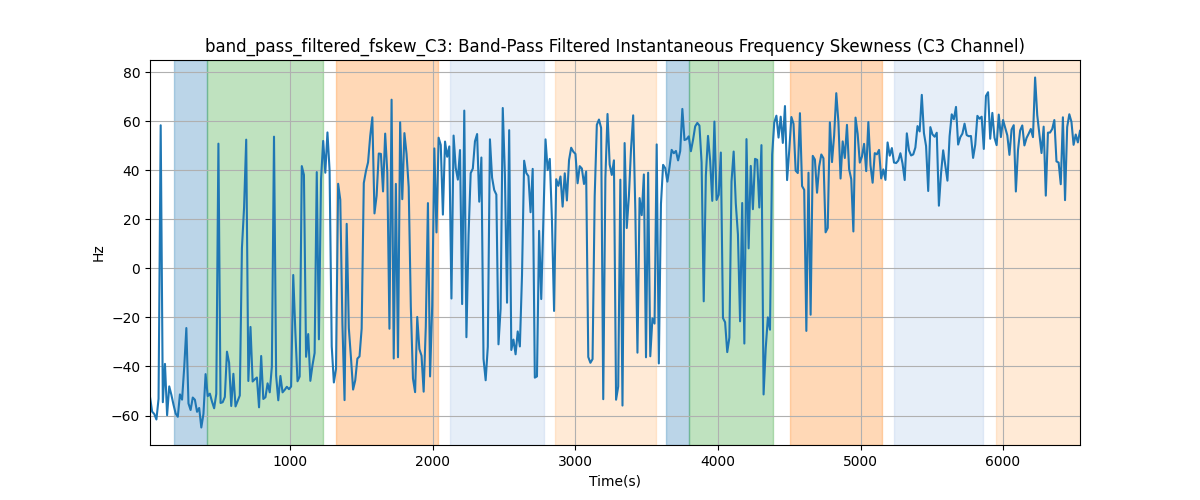 band_pass_filtered_fskew_C3: Band-Pass Filtered Instantaneous Frequency Skewness (C3 Channel)
80
60
40
20
0
−20
−40
−60
Hz
1000 2000 3000 4000 5000 6000
Time(s)